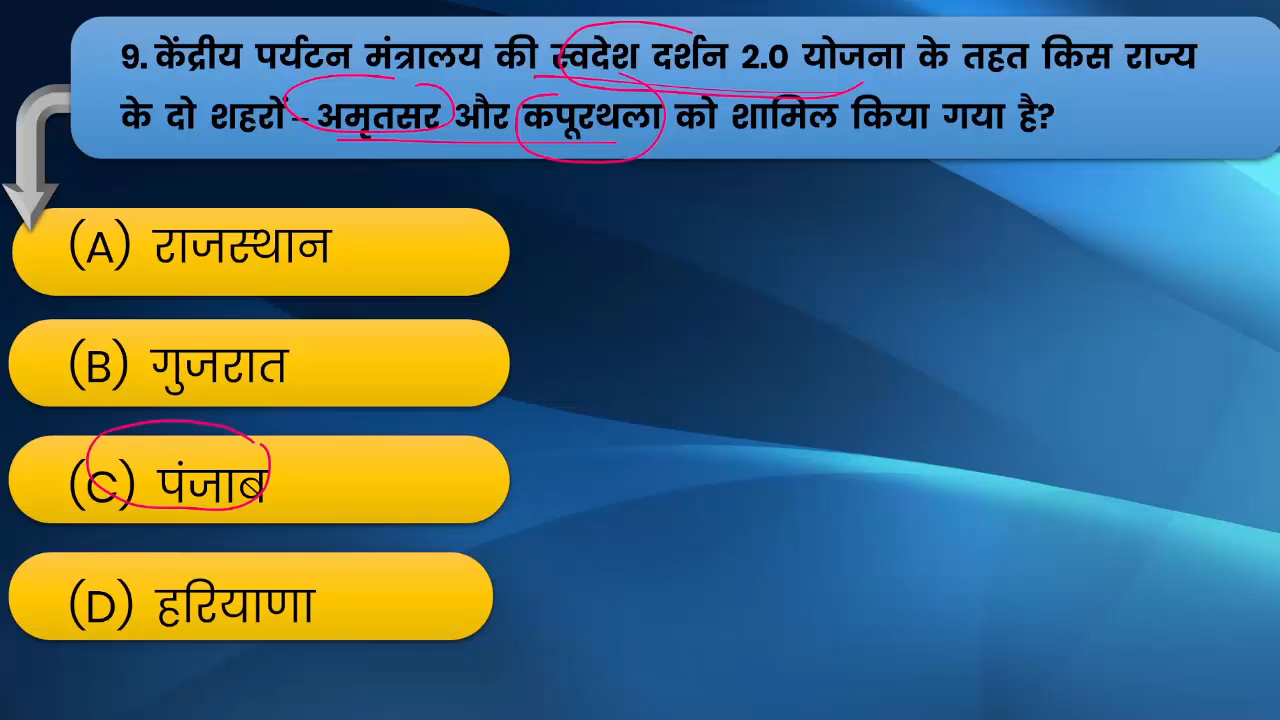 9. केंद्रीय पर्यटन मंत्रालय की स्वदेश दर्शन 2.0 योजना के तहत किस राज्य
के दो शहरों- अमृतसर और कपूरथला को शामिल किया गया है?
(A) राजस्थान
(B) गुजरात
(C) पंजाब
(D) हरियाणा